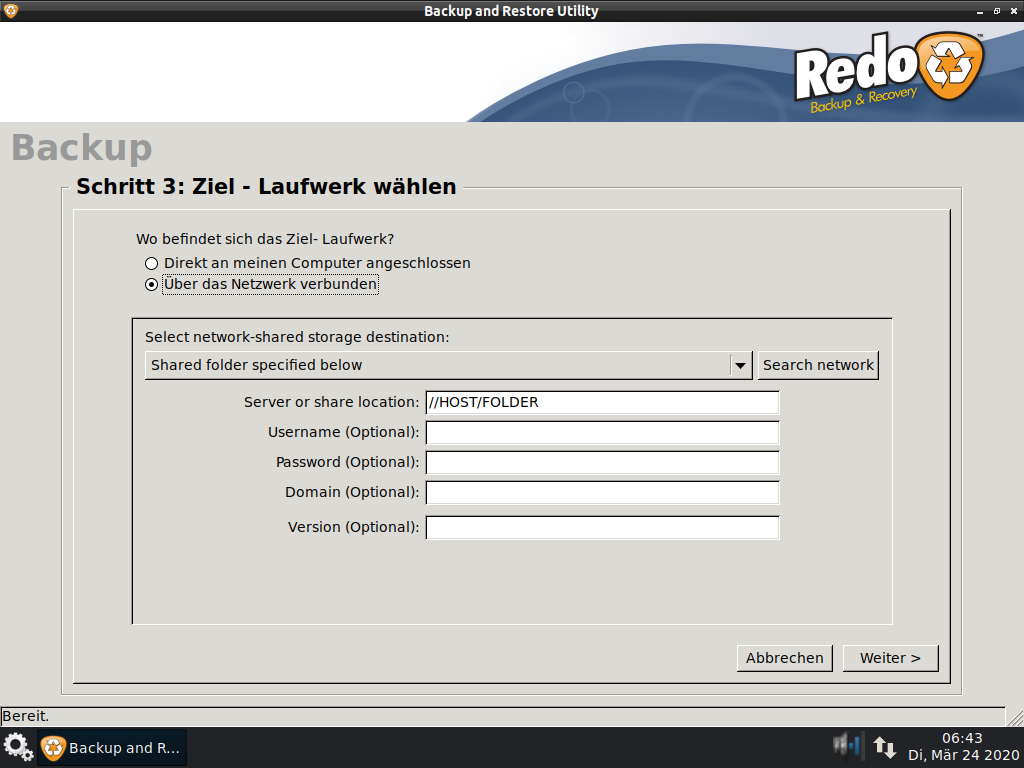 Backup and Restore Utility
Redo
™
Backup & Recovery
Backup
Schritt 3: Ziel - Laufwerk wählen
Wo befindet sich das Ziel- Laufwerk?
Direkt an meinen Computer angeschlossen
Über das Netzwerk verbunden
Select network-shared storage destination:
Shared folder specified below
Search network
Server or share location: //HOST/FOLDER
Username (Optional):
Password (Optional):
Domain (Optional):
Version (Optional):
Abbrechen
Weiter >
Bereit.
Backup and R...
06:43
Di, Mär 24 2020